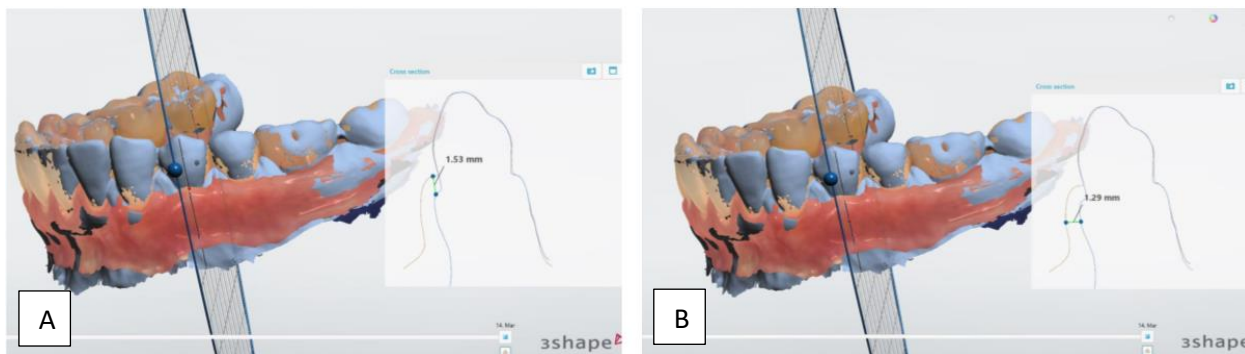 Cross section
1.53 mm
14. Mar
3shape
A
Cross section
1.29 mm
14. Mar
3shape
B